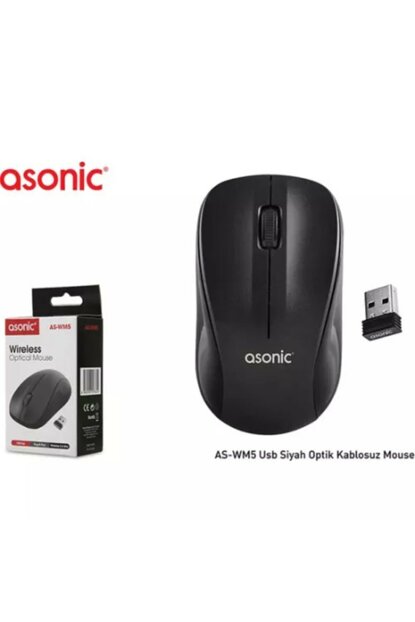 asonic®
asonic
asonic
AS-WM5
Wireless
Optical Mouse
AS-WM5 Usb Siyah Optik Kablosuz Mouse